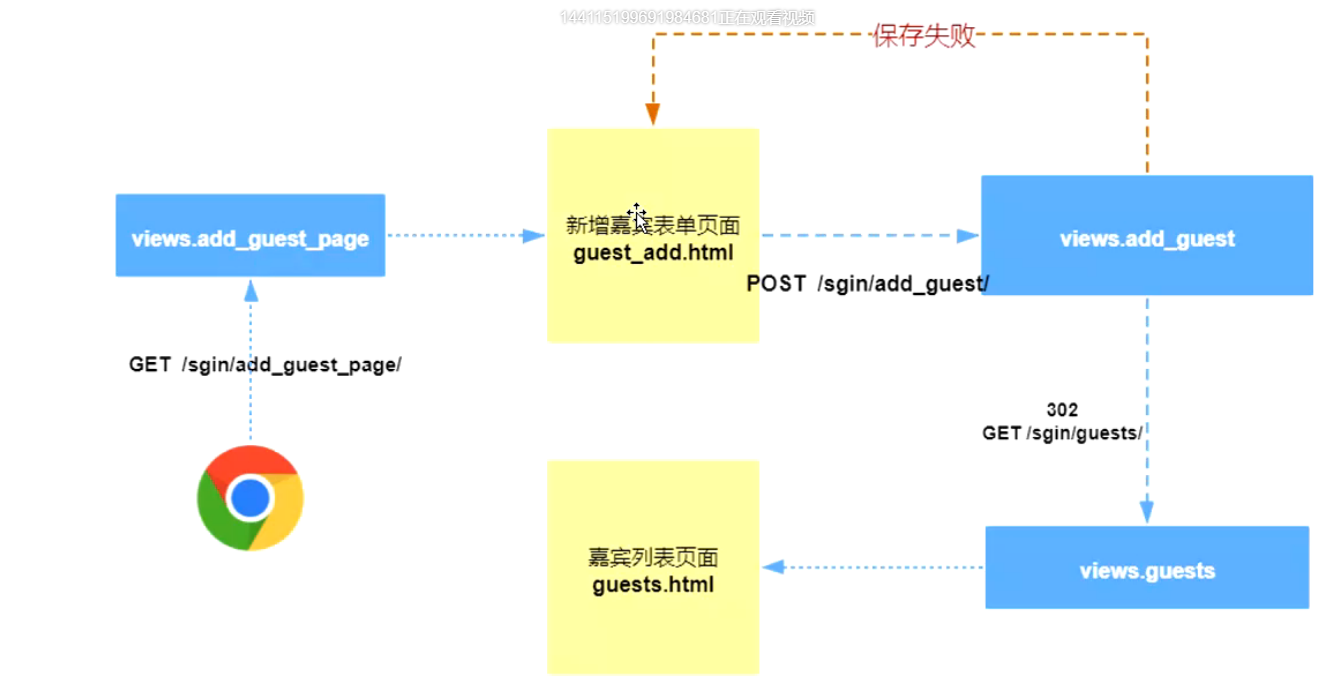 144115199691984681正在观看视频
保存失败
views.add_guest_page
新增嘉宾表单页面
guest_add.html
views.add_guest
POST /sgin/add_guest/
GET /sgin/add_guest_page/
302
GET /sgin/guests/
嘉宾列表页面
guests.html
views.guests